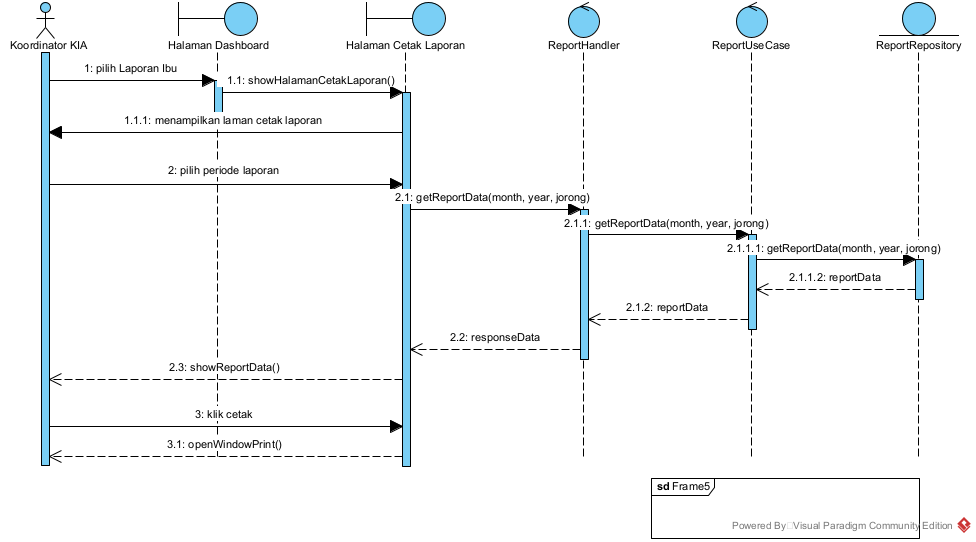 Koordinator KIA
Halaman Dashboard
Halaman Cetak Laporan
ReportHandler
ReportUseCase
ReportRepository
1: pilih Laporan Ibu
1.1: showHalamanCetakLaporan()
1.1.1: menampilkan laman cetak laporan
2: pilih periode laporan
2.1: getReportData(month, year, jorong)
2.1.1: getReportData(month, year, jorong)
2.1.1.1: getReportData(month, year, jorong)
2.1.1.2: reportData
2.1.2: reportData
2.2: responseData
2.3: showReportData()
3: klik cetak
3.1: openWindowPrint()
sd Frame5
Powered By Visual Paradigm Community Edition